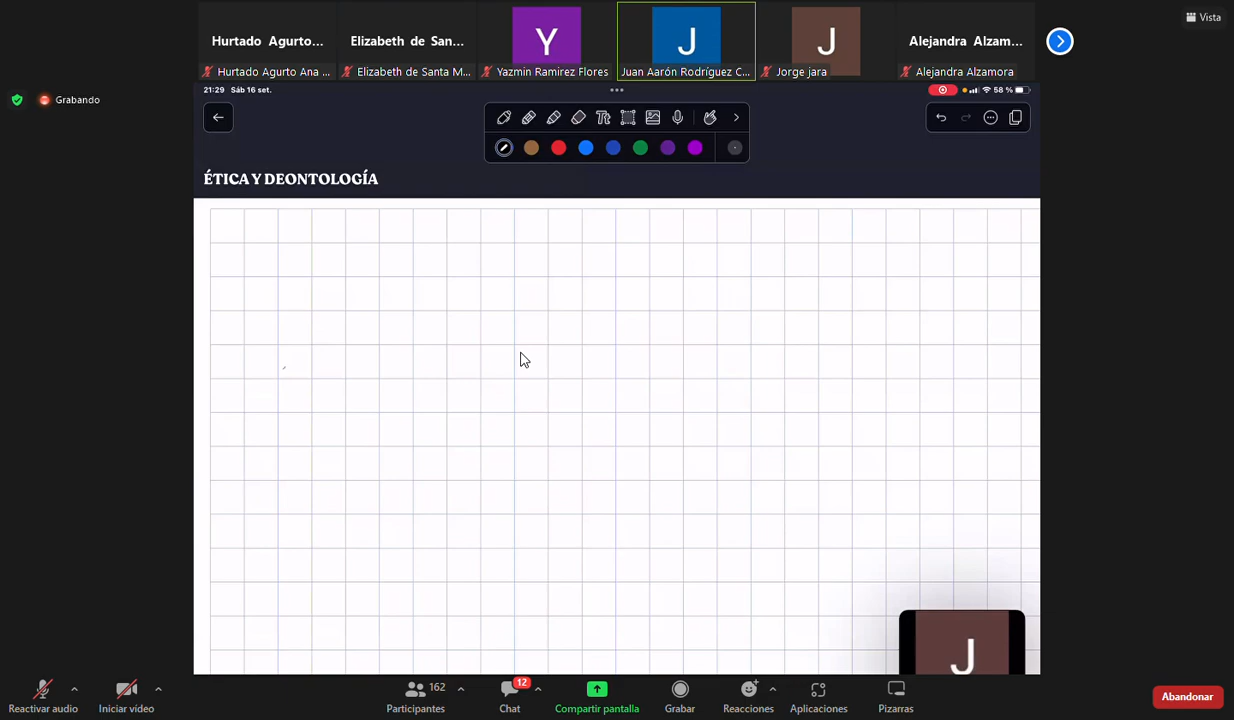 Hurtado Agurto...
Elizabeth de San...
Y
J
J
Alejandra Alzam...
Vista
Hurtado Agurto Ana ...
Elizabeth de Santa M...
Yazmin Ramirez Flores
Juan Aarón Rodríguez C...
Jorge jara
Alejandra Alzamora
Grabando
21:29 Sáb 16 set.
58 %
ÉTICA Y DEONTOLOGÍA
J
162
12
Reactivar audio
Iniciar vídeo
Participantes
Chat
Compartir pantalla
Grabar
Reacciones
Aplicaciones
Pizarras
Abandonar